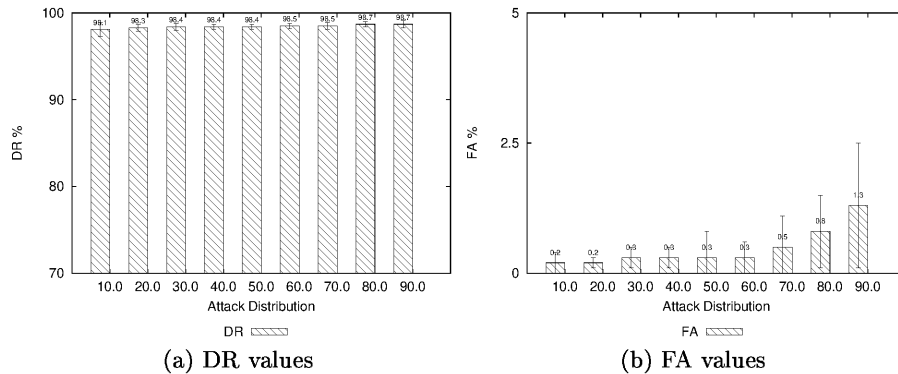 100
90
80
70
DR %
98.1 98.3 98.4 98.4 98.4 98.5 98.5 98.7 98.7
10.0 20.0 30.0 40.0 50.0 60.0 70.0 80.0 90.0
Attack Distribution
DR
(a) DR values
5
2.5
0
FA %
0.2 0.2 0.3 0.3 0.3 0.3 0.5 0.8 1.3
10.0 20.0 30.0 40.0 50.0 60.0 70.0 80.0 90.0
Attack Distribution
FA
(b) FA values